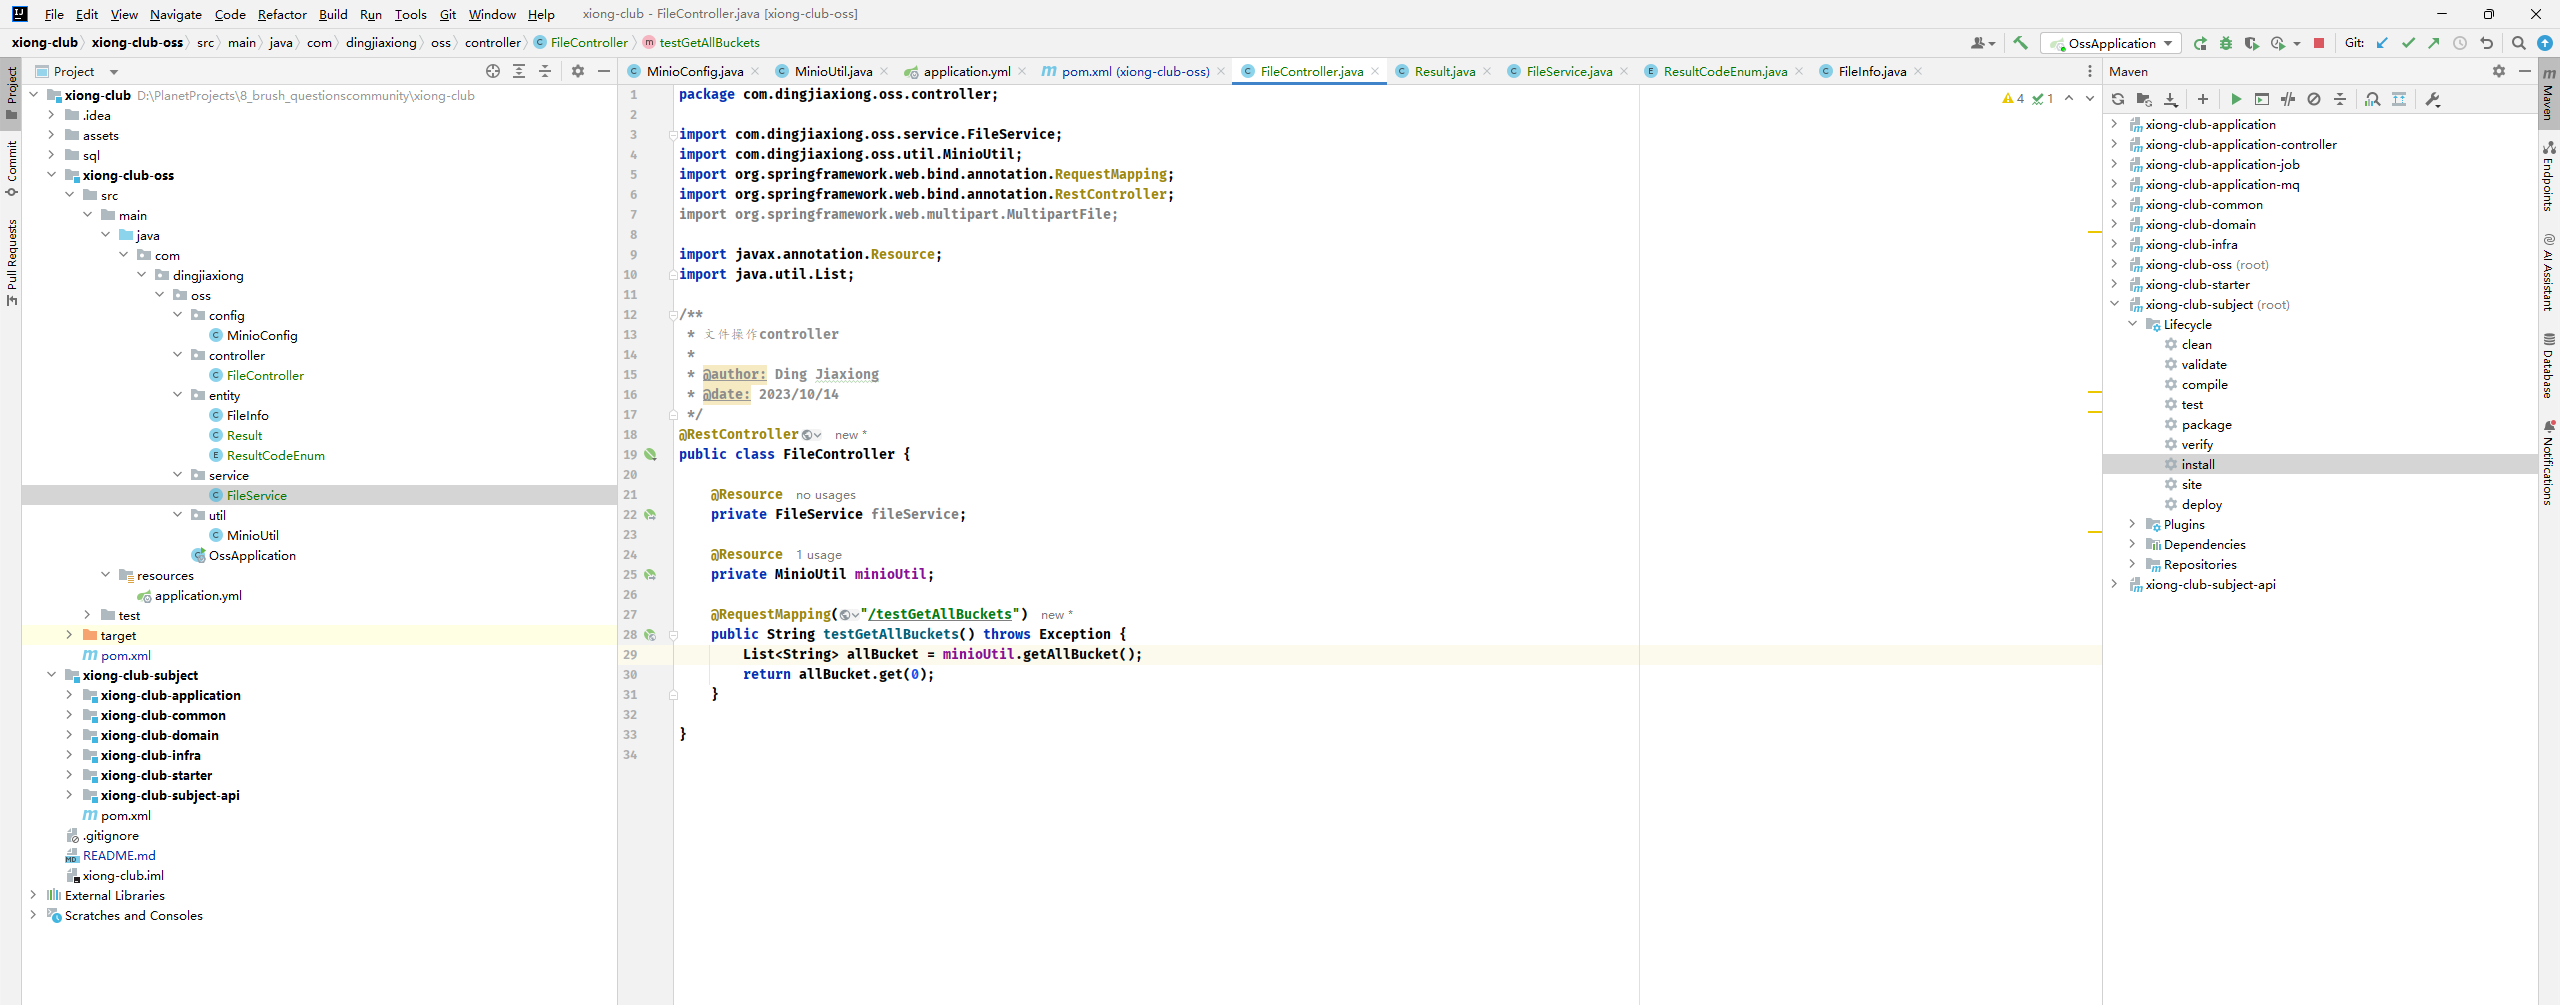 File Edit View Navigate Code Refactor Build Run Tools Git Window Help xiong-club - FileController.java [xiong-club-oss]
xiong-club xiong-club-oss src main java com dingjiaxiong oss controller FileController testGetAllBuckets OssApplication Git:
Project
MinioConfig.java MinioUtil.java application.yml pom.xml (xiong-club-oss) FileController.java Result.java FileService.java ResultCodeEnum.java FileInfo.java
Maven
Project
Commit
Pull Requests
xiong-club D:\PlanetProjects\8_brush_questionscommunity\xiong-club
.idea
assets
sql
xiong-club-oss
src
main
java
com
dingjiaxiong
oss
config
MinioConfig
controller
FileController
entity
FileInfo
Result
ResultCodeEnum
service
FileService
util
MinioUtil
OssApplication
resources
application.yml
test
target
pom.xml
xiong-club-subject
xiong-club-application
xiong-club-common
xiong-club-domain
xiong-club-infra
xiong-club-starter
xiong-club-subject-api
pom.xml
.gitignore
README.md
xiong-club.iml
External Libraries
Scratches and Consoles
4 1
1 package com.dingjiaxiong.oss.controller;
2
3 import com.dingjiaxiong.oss.service.FileService;
4 import com.dingjiaxiong.oss.util.MinioUtil;
5 import org.springframework.web.bind.annotation.RequestMapping;
6 import org.springframework.web.bind.annotation.RestController;
7 import org.springframework.web.multipart.MultipartFile;
8
9 import javax.annotation.Resource;
10 import java.util.List;
11
12 /**
13 * 文件操作controller
14 *
15 * @author: Ding Jiaxiong
16 * @date: 2023/10/14
17 */
18 @RestController new *
19 public class FileController {
20
21 @Resource no usages
22 private FileService fileService;
23
24 @Resource 1 usage
25 private MinioUtil minioUtil;
26
27 @RequestMapping("/testGetAllBuckets") new *
28 public String testGetAllBuckets() throws Exception {
29 List<String> allBucket = minioUtil.getAllBucket();
30 return allBucket.get(0);
31 }
32
33 }
34
xiong-club-application
xiong-club-application-controller
xiong-club-application-job
xiong-club-application-mq
xiong-club-common
xiong-club-domain
xiong-club-infra
xiong-club-oss (root)
xiong-club-starter
xiong-club-subject (root)
Lifecycle
clean
validate
compile
test
package
verify
install
site
deploy
Plugins
Dependencies
Repositories
xiong-club-subject-api
Maven
Endpoints
AI Assistant
Database
Notifications